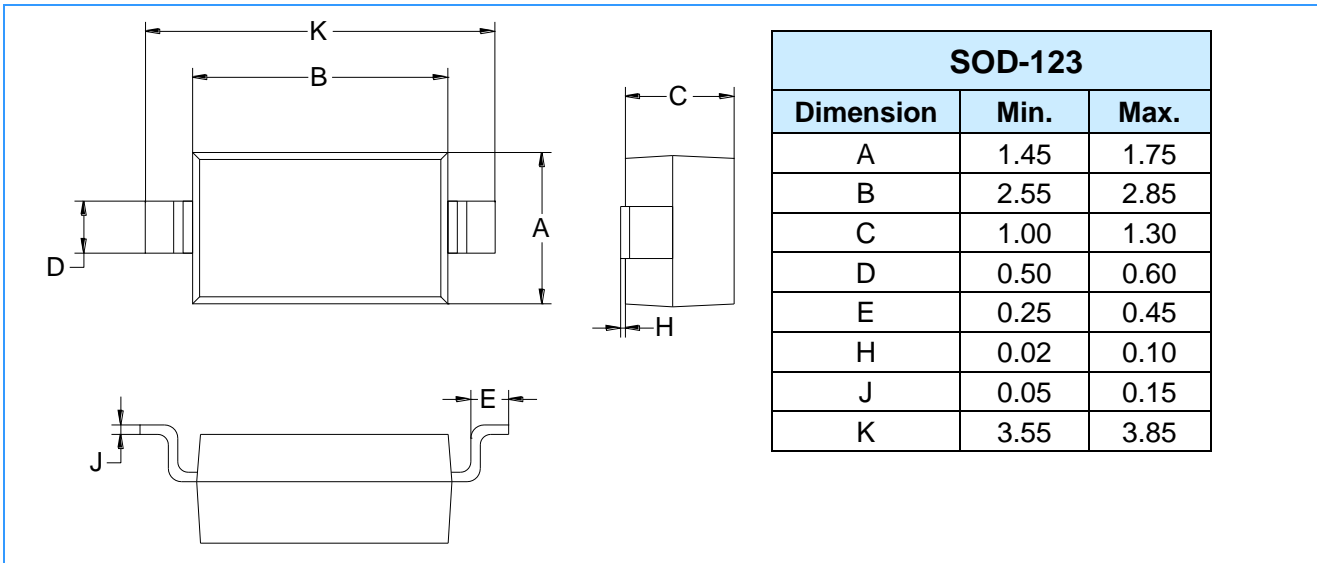 K
B
C
A
D
H
E
J
SOD-123
Dimension Min. Max.
A 1.45 1.75
B 2.55 2.85
C 1.00 1.30
D 0.50 0.60
E 0.25 0.45
H 0.02 0.10
J 0.05 0.15
K 3.55 3.85